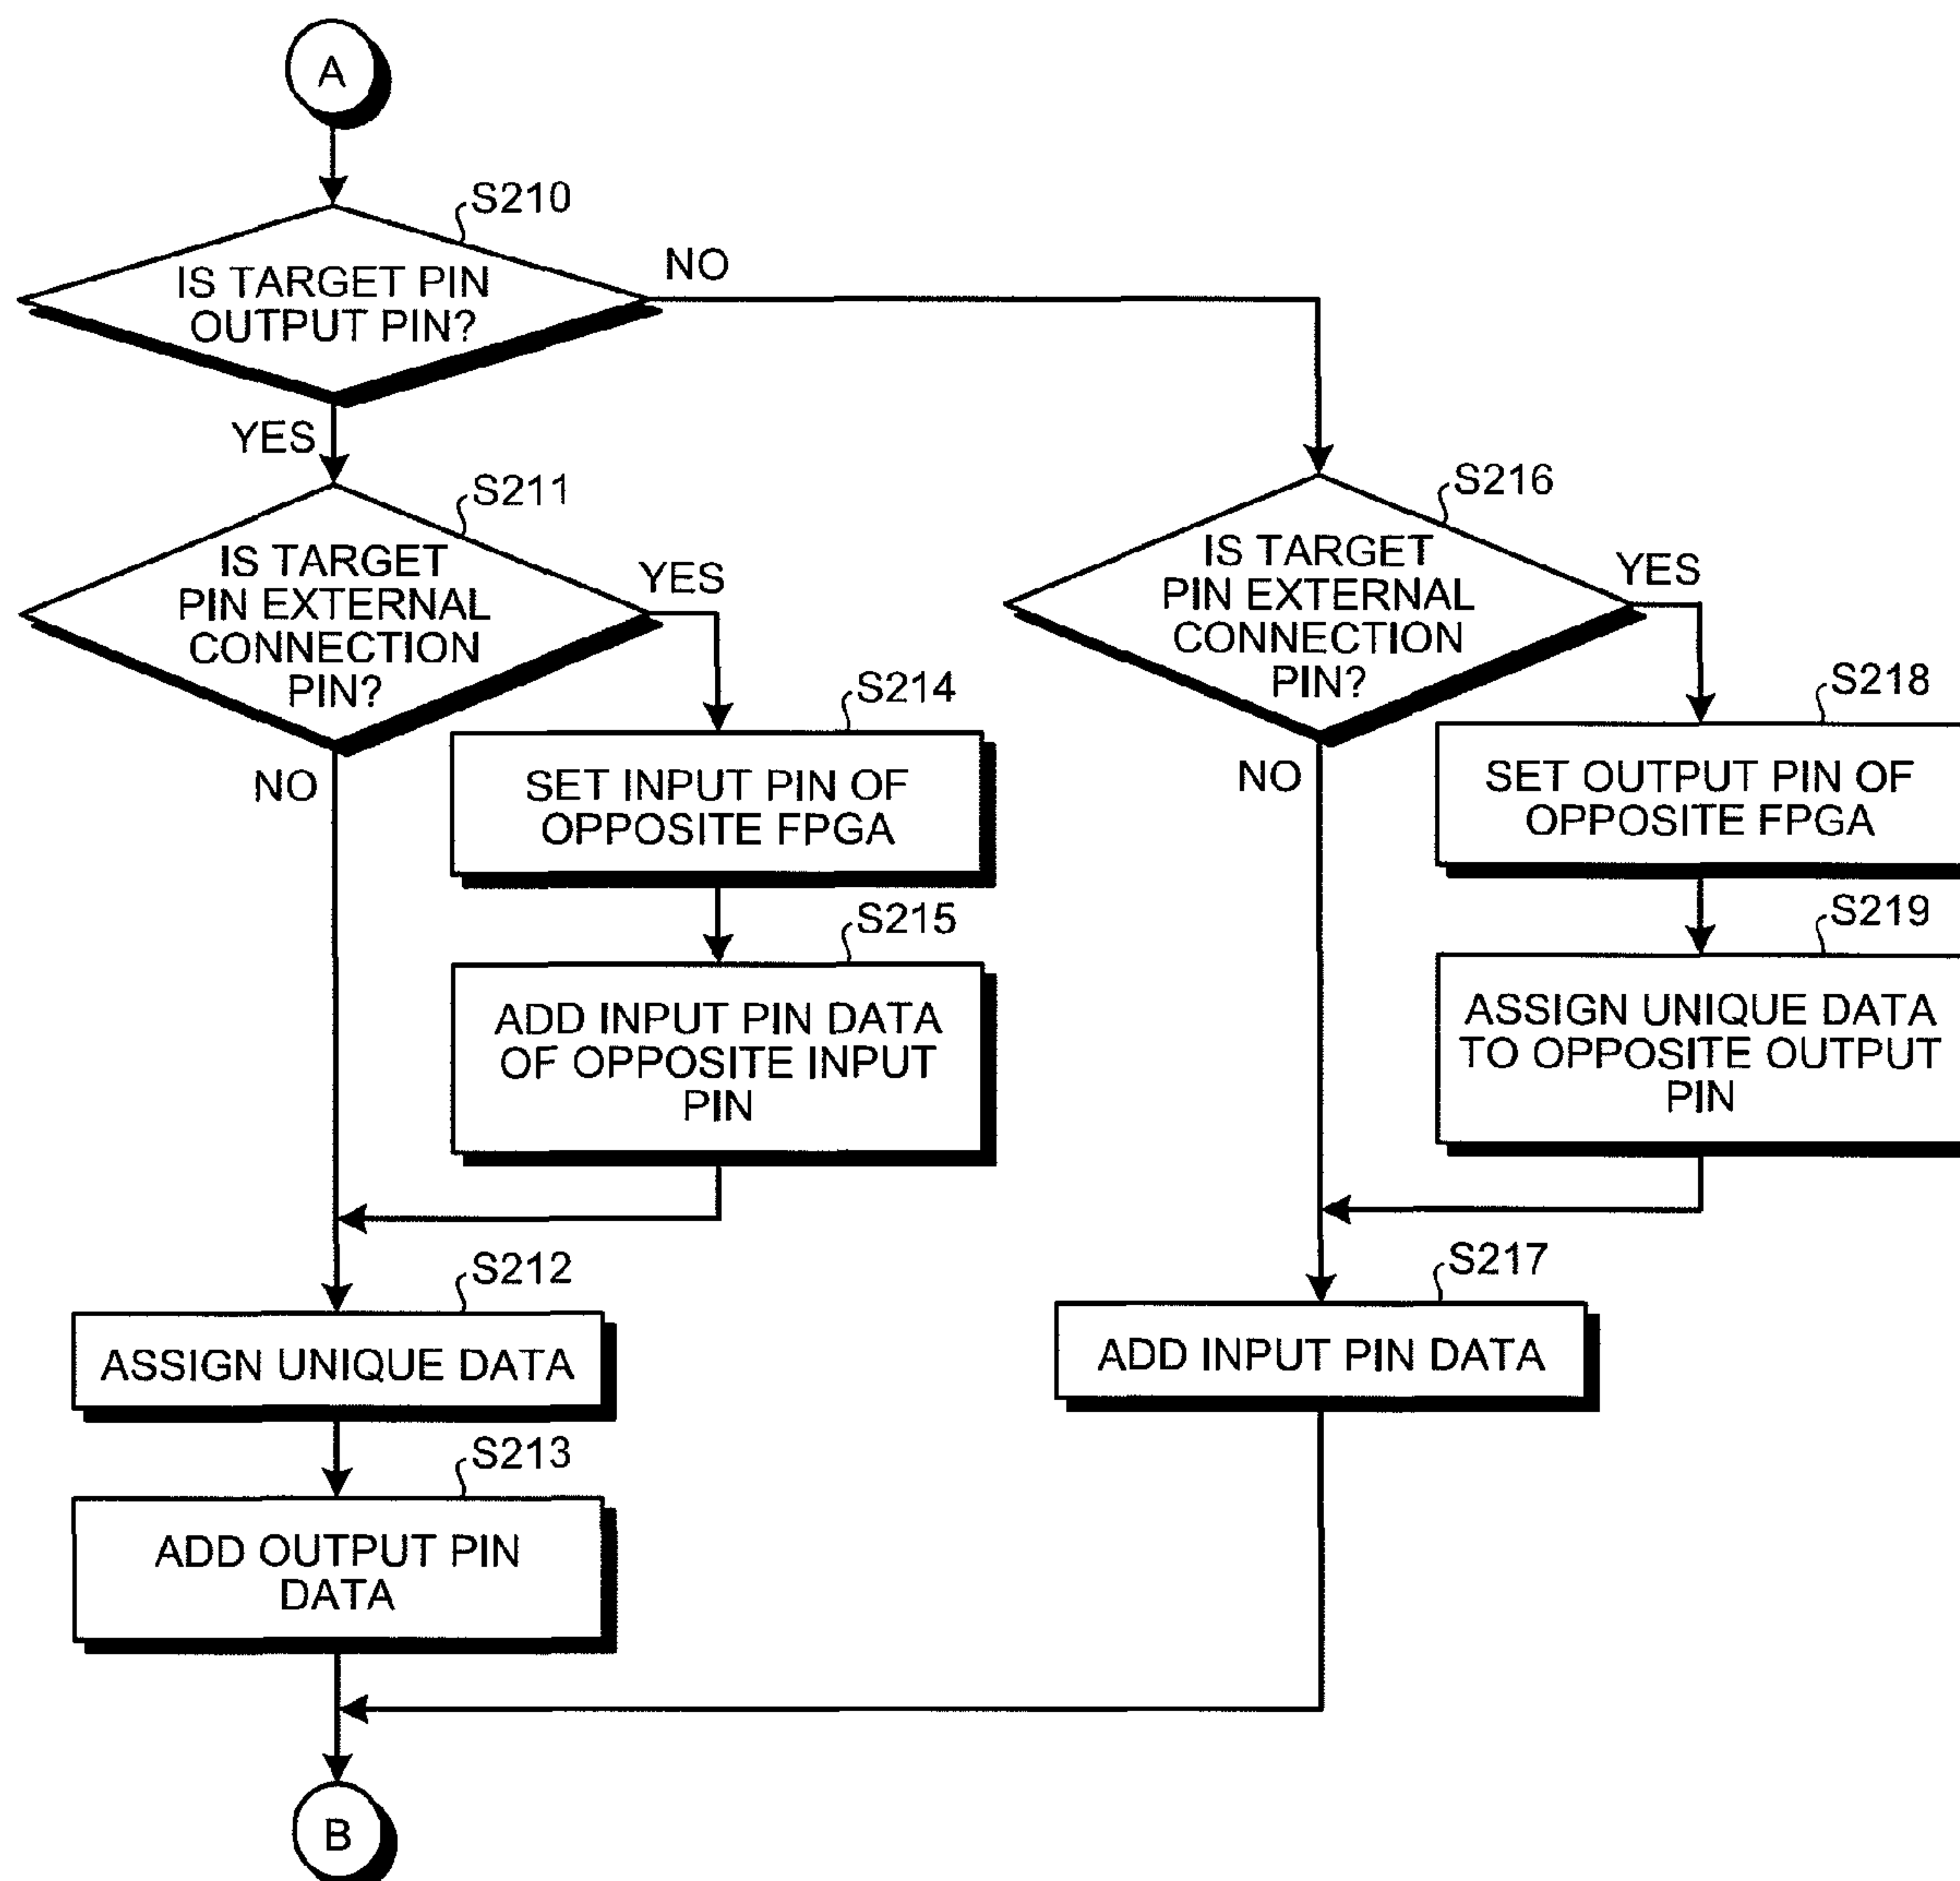 A
S210
IS TARGET PIN
OUTPUT PIN?
NO
YES
S211
IS TARGET
PIN EXTERNAL
CONNECTION
PIN?
YES
NO
S214
SET INPUT PIN OF
OPPOSITE FPGA
S215
ADD INPUT PIN DATA
OF OPPOSITE INPUT
PIN
S212
ASSIGN UNIQUE DATA
S213
ADD OUTPUT PIN
DATA
S216
IS TARGET
PIN EXTERNAL
CONNECTION
PIN?
YES
NO
S218
SET OUTPUT PIN OF
OPPOSITE FPGA
S219
ASSIGN UNIQUE DATA
TO OPPOSITE OUTPUT
PIN
S217
ADD INPUT PIN DATA
B